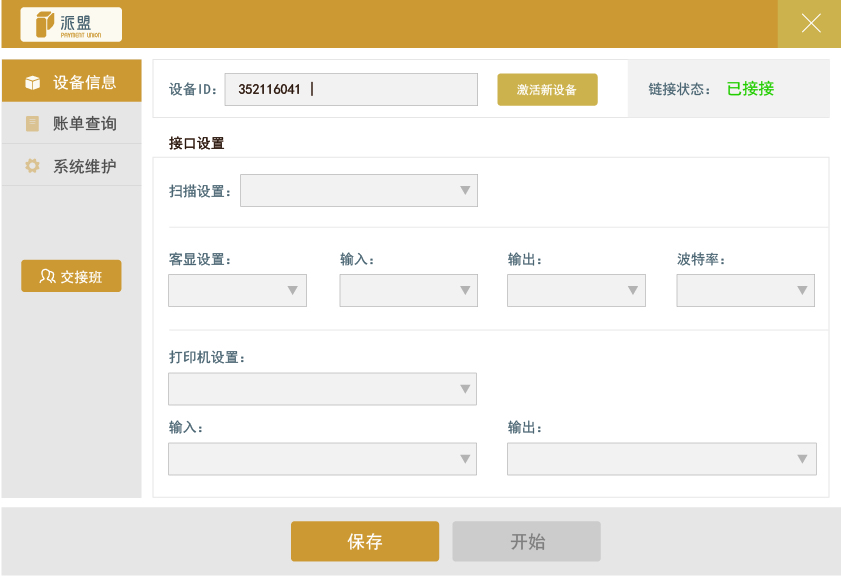 派盟
PAYMENT UNION
设备信息
账单查询
系统维护
交接班
设备ID: 352116041 |
激活新设备
链接状态: 已接接
接口设置
扫描设置:
客显设置: 输入: 输出: 波特率:
打印机设置:
输入: 输出:
保存 开始